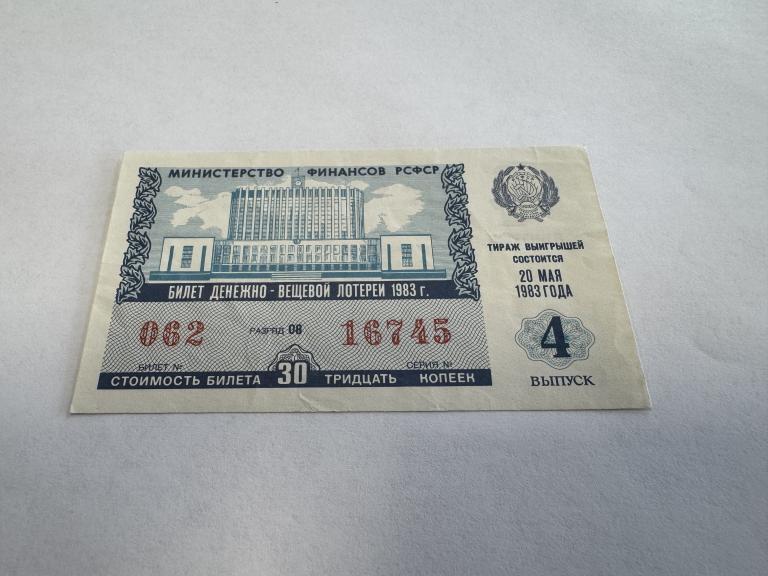 МИНИСТЕРСТВО ФИНАНСОВ РСФСР
БИЛЕТ ДЕНЕЖНО - ВЕЩЕВОЙ ЛОТЕРЕИ 1983 г.
062 РАЗРЯД 08 16745
БИЛЕТ № СЕРИЯ №
СТОИМОСТЬ БИЛЕТА 30 ТРИДЦАТЬ КОПЕЕК
ТИРАЖ ВЫИГРЫШЕЙ
СОСТОИТСЯ
20 МАЯ
1983 ГОДА
4
ВЫПУСК